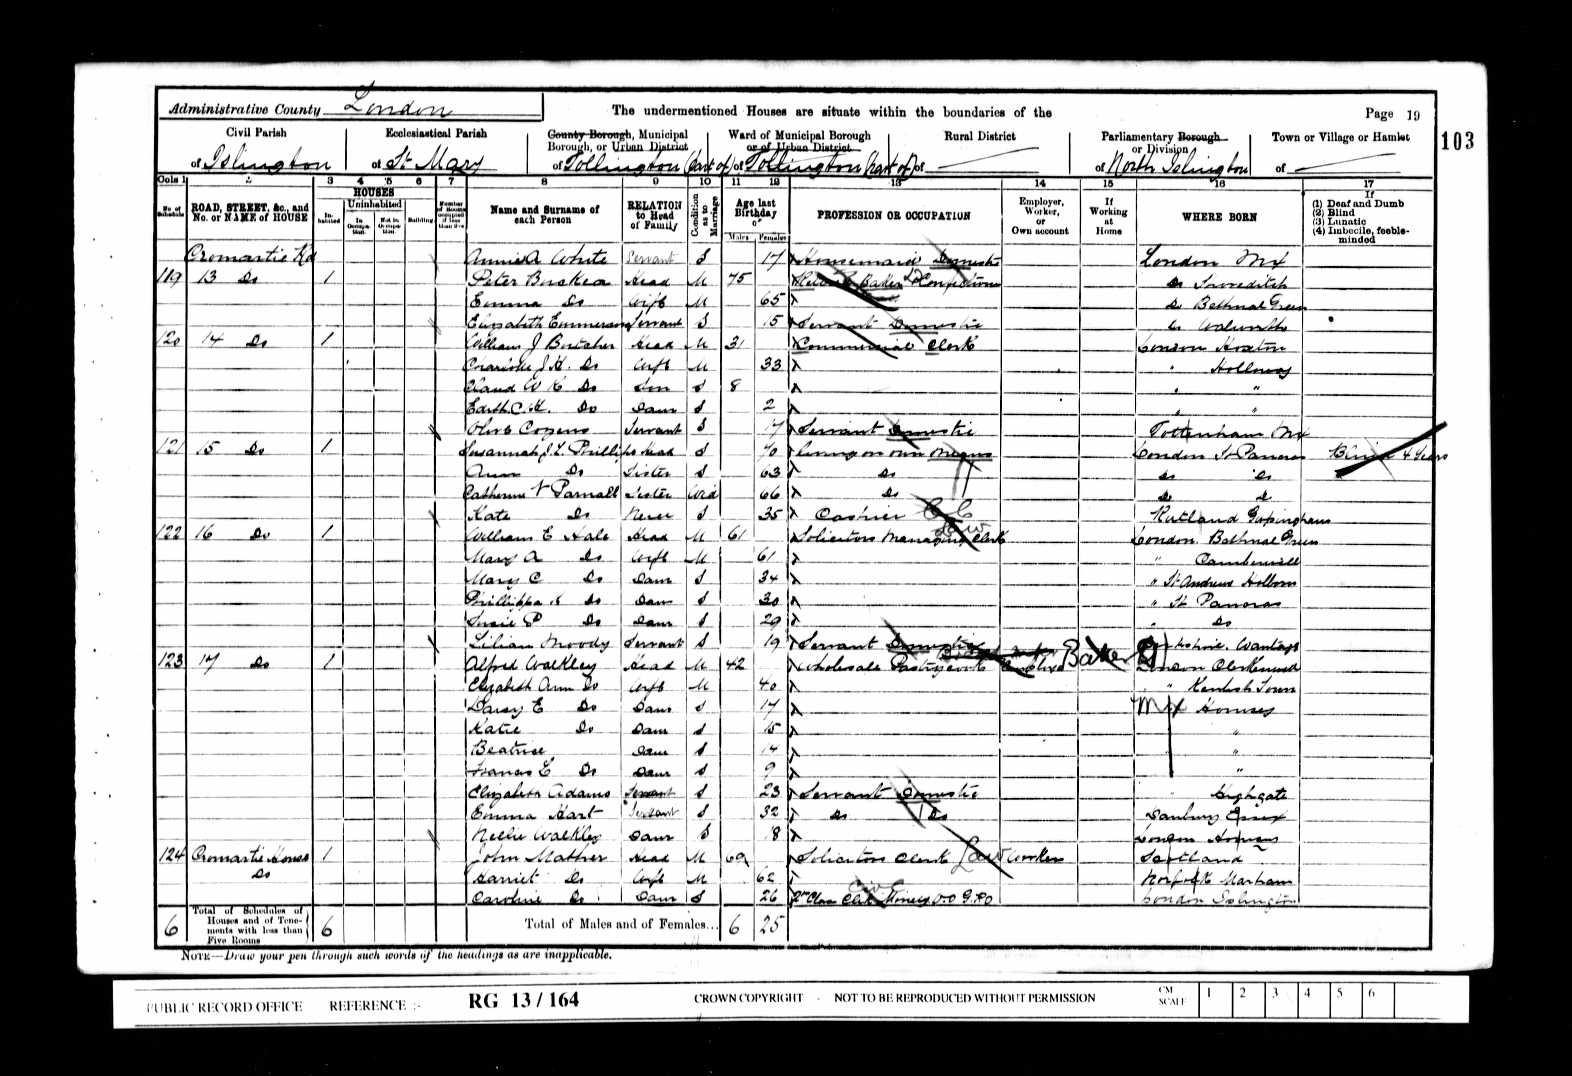 Administrative County London
The undermentioned Houses are situate within the boundaries of the
Page 19
103
Civil Parish
of Islington
Ecclesiastical Parish
of St Mary
County Borough, Municipal
Borough, or Urban District
of Tollington (part of)
Ward of Municipal Borough
or of Urban District
of Tollington (part of)
Rural District
of
Parliamentary Borough
or Division
of North Islington
Town or Village or Hamlet
of
Cols 1 2 3 4 5 6 7 8 9 10 11 12 13 14 15 16 17
No. of Schedule
ROAD, STREET, &c., and No. or NAME of HOUSE
HOUSES
Inhabited
Uninhabited
In Occupation.
Not in Occupation.
Building
Number of Rooms occupied if less than five
Name and Surname of each Person
RELATION to Head of Family
Condition as to Marriage
Age last Birthday of
Males Females
PROFESSION OR OCCUPATION
Employer, Worker, or Own account
If Working at Home
WHERE BORN
If
(1) Deaf and Dumb
(2) Blind
(3) Lunatic
(4) Imbecile, feeble-minded
Cromartie Rd Annie A White Servant S 17 Housemaid Domestic London Mx
119 13 Do 1 Peter Head M 75 Baker & Confectioner Do Shoreditch
Emma Do Wife M 65 Do Bethnal Green
Elizabeth Emmerson Servant S 15 Servant Domestic Do Walworth
120 14 Do 1 William J Butcher Head M 31 Commercial Clerk London Hoxton
Charlotte J. H. Do Wife M 33 " Holloway
Claud W H Do Son S 8 " "
Edith C. H. Do Daur S 2 " "
Olive Cozens Servant S 17 Servant Domestic Tottenham Mx
121 15 Do 1 Susannah J L Phillips Head S 70 Living on own Means London St Pancras Blind 4 Years
Ann Do Sister S 63 Do Do Do
Catherine V Parnall Sister Wid 66 Do Do Do
Kate Do Niece S 35 Cashier C C Rutland Uppingham
122 16 Do 1 William E Hale Head M 61 Solicitors Managing Clerk Law London Bethnal Green
Mary A Do Wife M 61 " Camberwell
Mary C Do Daur S 34 " St Andrews Holborn
Phillippa Do Daur S 30 " St Pancras
Susie P Do Daur S 29 " Do
Lilian Moody Servant S 19 Servant Domestic Berkshire. Wantage
123 17 Do 1 Alfred Walkley Head M 42 Wholesale Pastrycook Employer Baker London Clerkenwell
Elizabeth Ann Do Wife M 40 " Kentish Town
Daisy E Do Daur S 17 Mx Hornsey
Katie Do Daur S 15 "
Beatrice Daur S 14 "
Frances E Do Daur S 9 "
Elizabeth Adams Servant S 23 Servant Domestic " Highgate
Emma Hart Servant S 32 Do Do Danbury Essex
Nellie Walkley Daur S 18 London Hornsey
124 Cromartie House 1 John Mather Head M 69 Solicitors Clerk Law Worker Scotland
Do Harriet Do Wife M 62 Norfolk Marham
Caroline Do Daur S 26 2nd Class Clerk Money O.O G.P.O Civil London Islington
6 Total of Schedules of Houses and of Tenements with less than Five Rooms 6 Total of Males and of Females... 6 25
NOTE—Draw your pen through such words of the headings as are inapplicable.
PUBLIC RECORD OFFICE REFERENCE :- RG 13 / 164 CROWN COPYRIGHT - NOT TO BE REPRODUCED WITHOUT PERMISSION CM SCALE 1 2 3 4 5 6